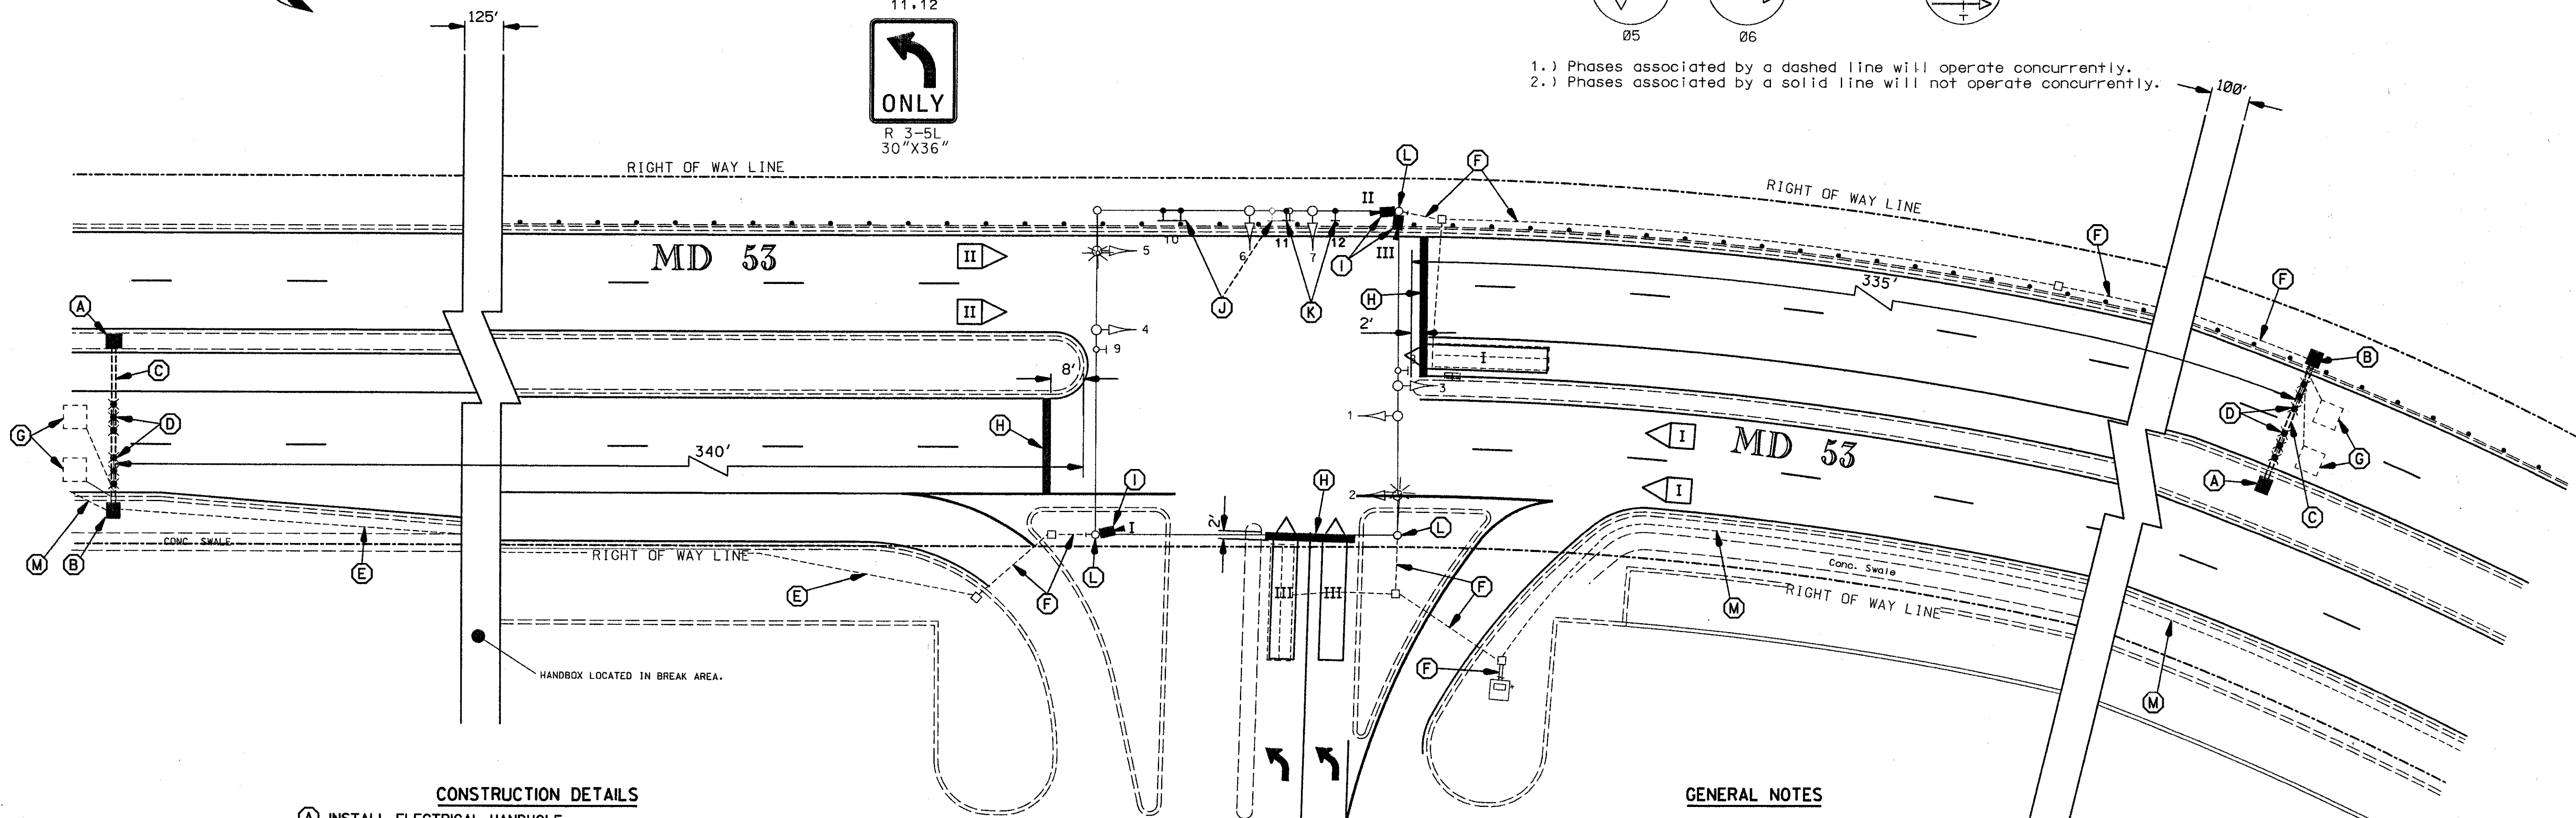 125'
11,12
ONLY
R 3-5L
30"X36"
Ø5
Ø6
T
1.) Phases associated by a dashed line will operate concurrently.
2.) Phases associated by a solid line will not operate concurrently.
100'
RIGHT OF WAY LINE
RIGHT OF WAY LINE
L
F
II
III
I
MD 53
II
II
5
10
6
11
7
12
J
K
H
2'
335'
F
F
A
C
4
9
8'
I
3
B
D
G
D
G
H
340'
1
2
I
MD 53
I
A
C
I
I
H
2'
L
L
M
B
CONC. SWALE
E
RIGHT OF WAY LINE
E
F
III
III
F
F
M
Conc. Swale
RIGHT OF WAY LINE
M
HANDBOX LOCATED IN BREAK AREA.
CONSTRUCTION DETAILS
GENERAL NOTES
A INSTALL ELECTRICAL HANDHOLE